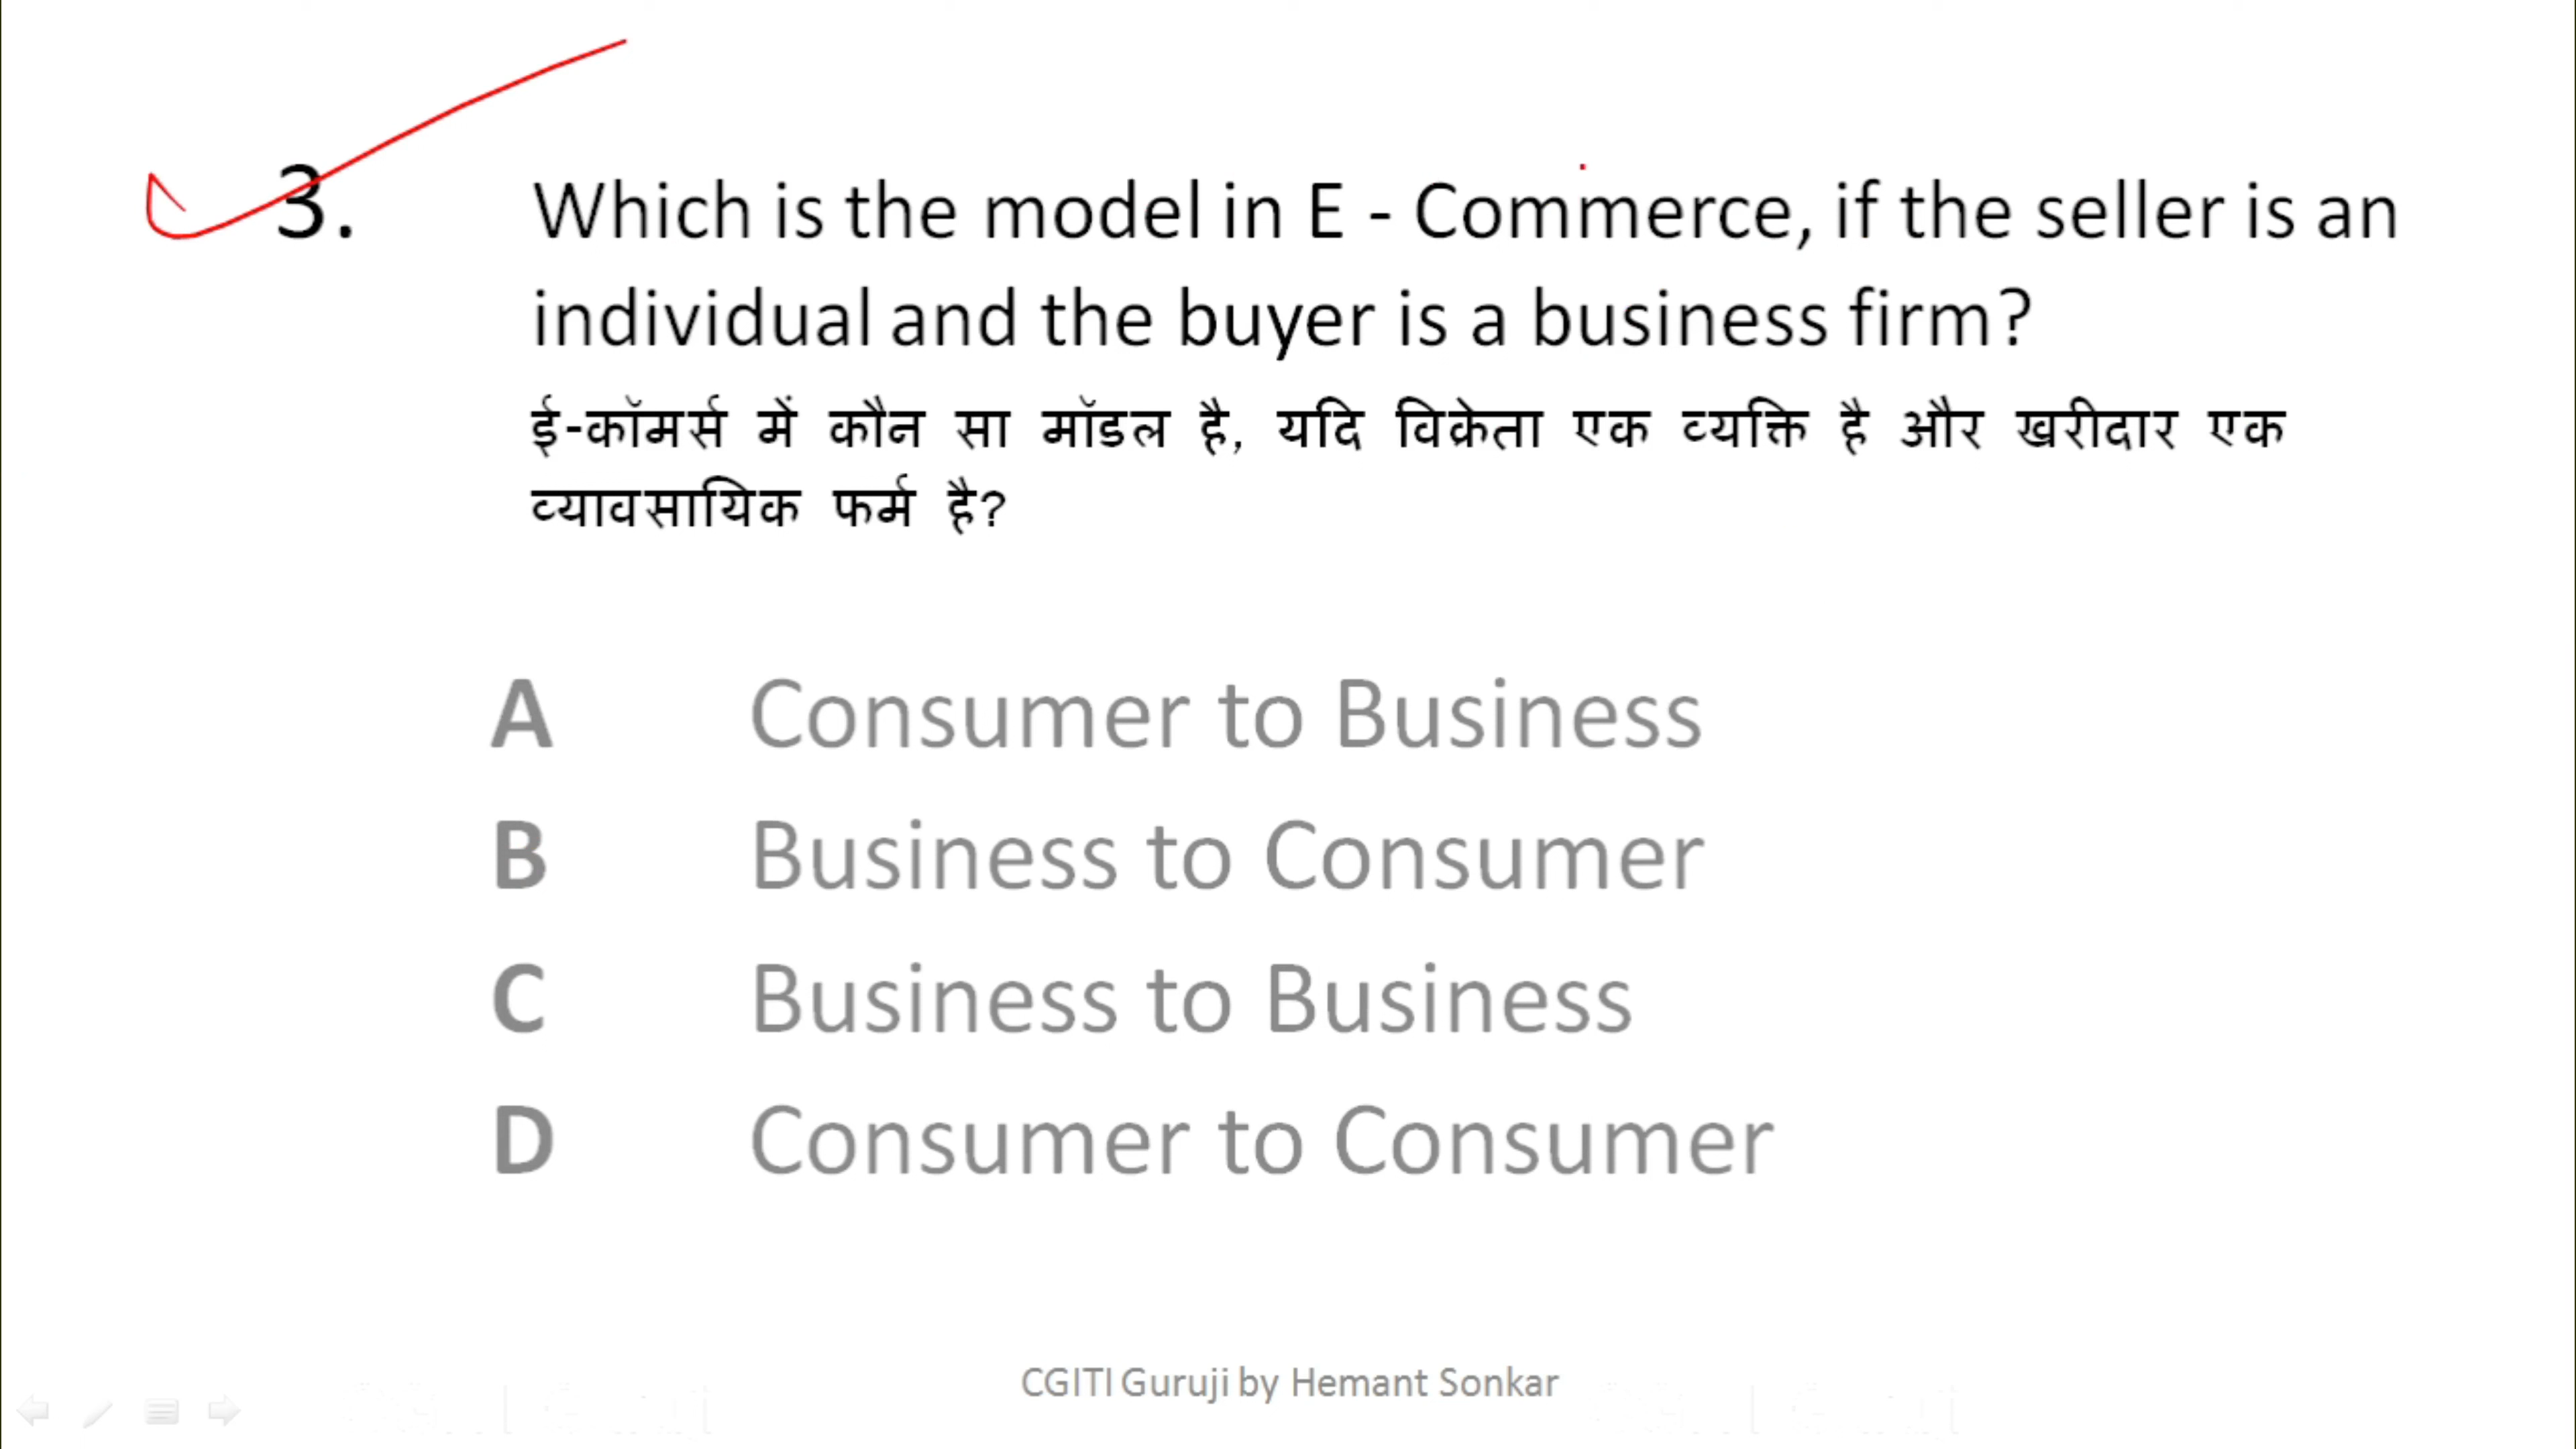 3. Which is the model in E - Commerce, if the seller is an
individual and the buyer is a business firm?
ई-कॉमर्स में कौन सा मॉडल है, यदि विक्रेता एक व्यक्ति है और खरीदार एक
व्यावसायिक फर्म है?
A Consumer to Business
B Business to Consumer
C Business to Business
D Consumer to Consumer
CGITI Guruji by Hemant Sonkar